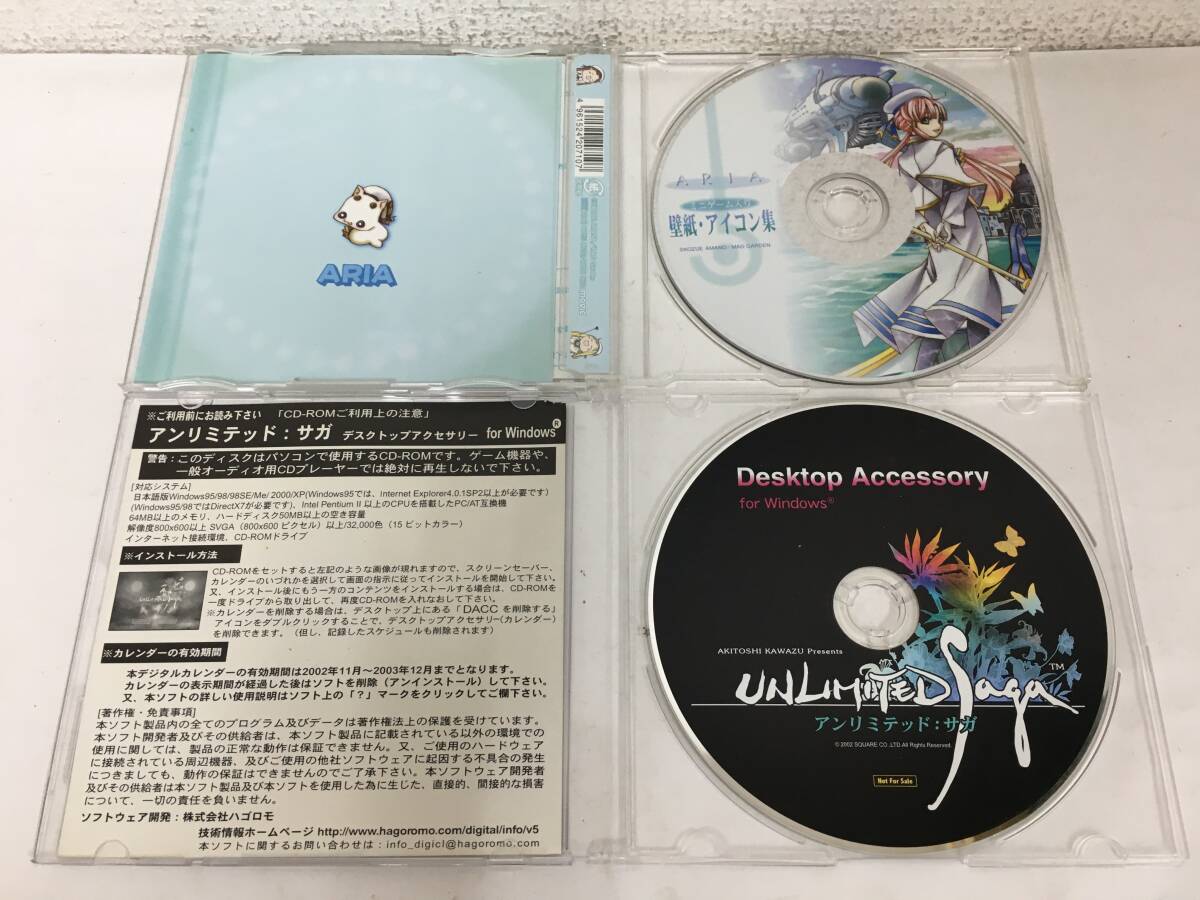 ARIA
4961524207107
ARIA
ミニゲーム入り
壁紙・アイコン集
©KOZUE AMANO / MAG GARDEN
※ご利用前にお読み下さい 「CD-ROMご利用上の注意」
アンリミテッド：サガ デスクトップアクセサリー for Windows®
警告：このディスクはパソコンで使用するCD-ROMです。ゲーム機器や、
一般オーディオ用CDプレーヤーでは絶対に再生しないで下さい。
[対応システム]
日本語版Windows95/98/98SE/Me/ 2000/XP(Windows95では、Internet Explorer4.0.1SP2以上が必要です)
(Windows95/98ではDirectX7が必要です)、Intel Pentium II 以上のCPUを搭載したPC/AT互換機
64MB以上のメモリ、ハードディスク50MB以上の空き容量
解像度800x600以上 SVGA（800x600 ピクセル）以上/32,000色（15 ビットカラー）
インターネット接続環境、CD-ROMドライブ
※インストール方法
CD-ROMをセットすると左記のような画像が現れますので、スクリーンセーバー、
カレンダーのいづれかを選択して画面の指示に従ってインストールを開始して下さい。
又、インストール後にもう一方のコンテンツをインストールする場合は、CD-ROMを
一度ドライブから取り出して、再度CD-ROMを入れなおして下さい。
※カレンダーを削除する場合は、デスクトップ上にある「DACC を削除する」
アイコンをダブルクリックすることで、デスクトップアクセサリー(カレンダー)
を削除できます。（但し、記録したスケジュールも削除されます）
UNLIMITED Saga
※カレンダーの有効期間
本デジタルカレンダーの有効期間は2002年11月～2003年12月までとなります。
カレンダーの表示期間が経過した後はソフトを削除（アンインストール）して下さい。
又、本ソフトの詳しい使用説明はソフト上の「？」マークをクリックしてご欄下さい。
[著作権・免責事項]
本ソフト製品内の全てのプログラム及びデータは著作権法上の保護を受けています。
本ソフト開発者及びその供給者は、本ソフト製品に記載されている以外の環境での
使用に関しては、製品の正常な動作は保証できません。又、ご使用のハードウェア
に接続されている周辺機器、及びご使用の他社ソフトウェアに起因する不具合の発生
につきましても、動作の保証はできませんのでご了承下さい。本ソフトウェア開発者
及びその供給者は本ソフト製品及び本ソフトを使用した為に生じた、直接的、間接的な損害
について、一切の責任を負いません。
ソフトウェア開発：株式会社ハゴロモ
技術情報ホームページ http://www.hagoromo.com/digital/info/v5
本ソフトに関するお問い合わせは：info_digicl@hagoromo.com
Desktop Accessory
for Windows®
AKITOSHI KAWAZU Presents
UNLIMITED Saga™
アンリミテッド：サガ
© 2002 SQUARE CO.,LTD.All Rights Reserved.
Not For Sale